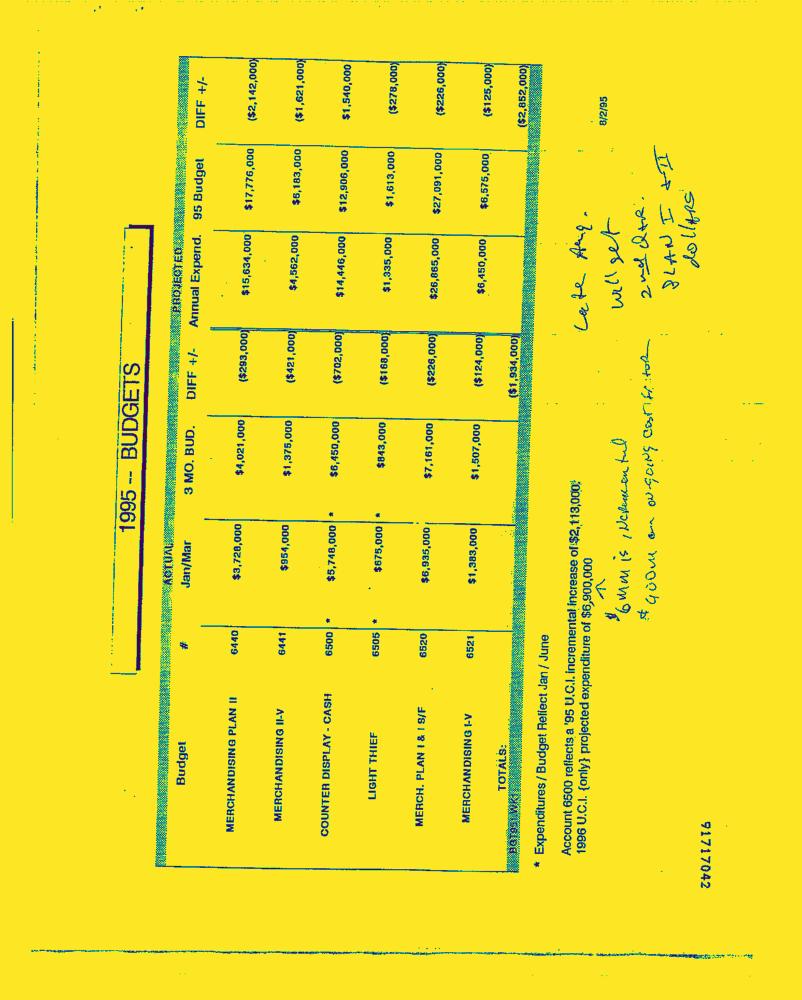 1995 -- BUDGETS
ACTUAL PROJECTED
Budget # Jan/Mar 3 MO. BUD. DIFF +/- Annual Expend. 95 Budget DIFF +/-
MERCHANDISING PLAN II 6440 $3,728,000 $4,021,000 ($293,000) $15,634,000 $17,776,000 ($2,142,000)
MERCHANDISING II-V 6441 $954,000 $1,375,000 ($421,000) $4,562,000 $6,183,000 ($1,621,000)
COUNTER DISPLAY - CASH 6500 * $5,748,000 * $6,450,000 ($702,000) $14,446,000 $12,906,000 $1,540,000
LIGHT THIEF 6505 * $675,000 * $843,000 ($168,000) $1,335,000 $1,613,000 ($278,000)
MERCH. PLAN I & I S/F 6520 $6,935,000 $7,161,000 ($226,000) $26,865,000 $27,091,000 ($226,000)
MERCHANDISING I-V 6521 $1,383,000 $1,507,000 ($124,000) $6,450,000 $6,575,000 ($125,000)
TOTALS: ($1,934,000) ($2,852,000)
BGT951.WK1
* Expenditures / Budget Reflect Jan / June
8/2/95
Account 6500 reflects a '95 U.C.I. incremental increase of $2,113,000;
1996 U.C.I. {only} projected expenditure of $6,900,000
Late Aug.
will get
2nd Qtr.
PLAN I + II
dollars
$6mm is incremental
$900m on on-going cost for
91717042